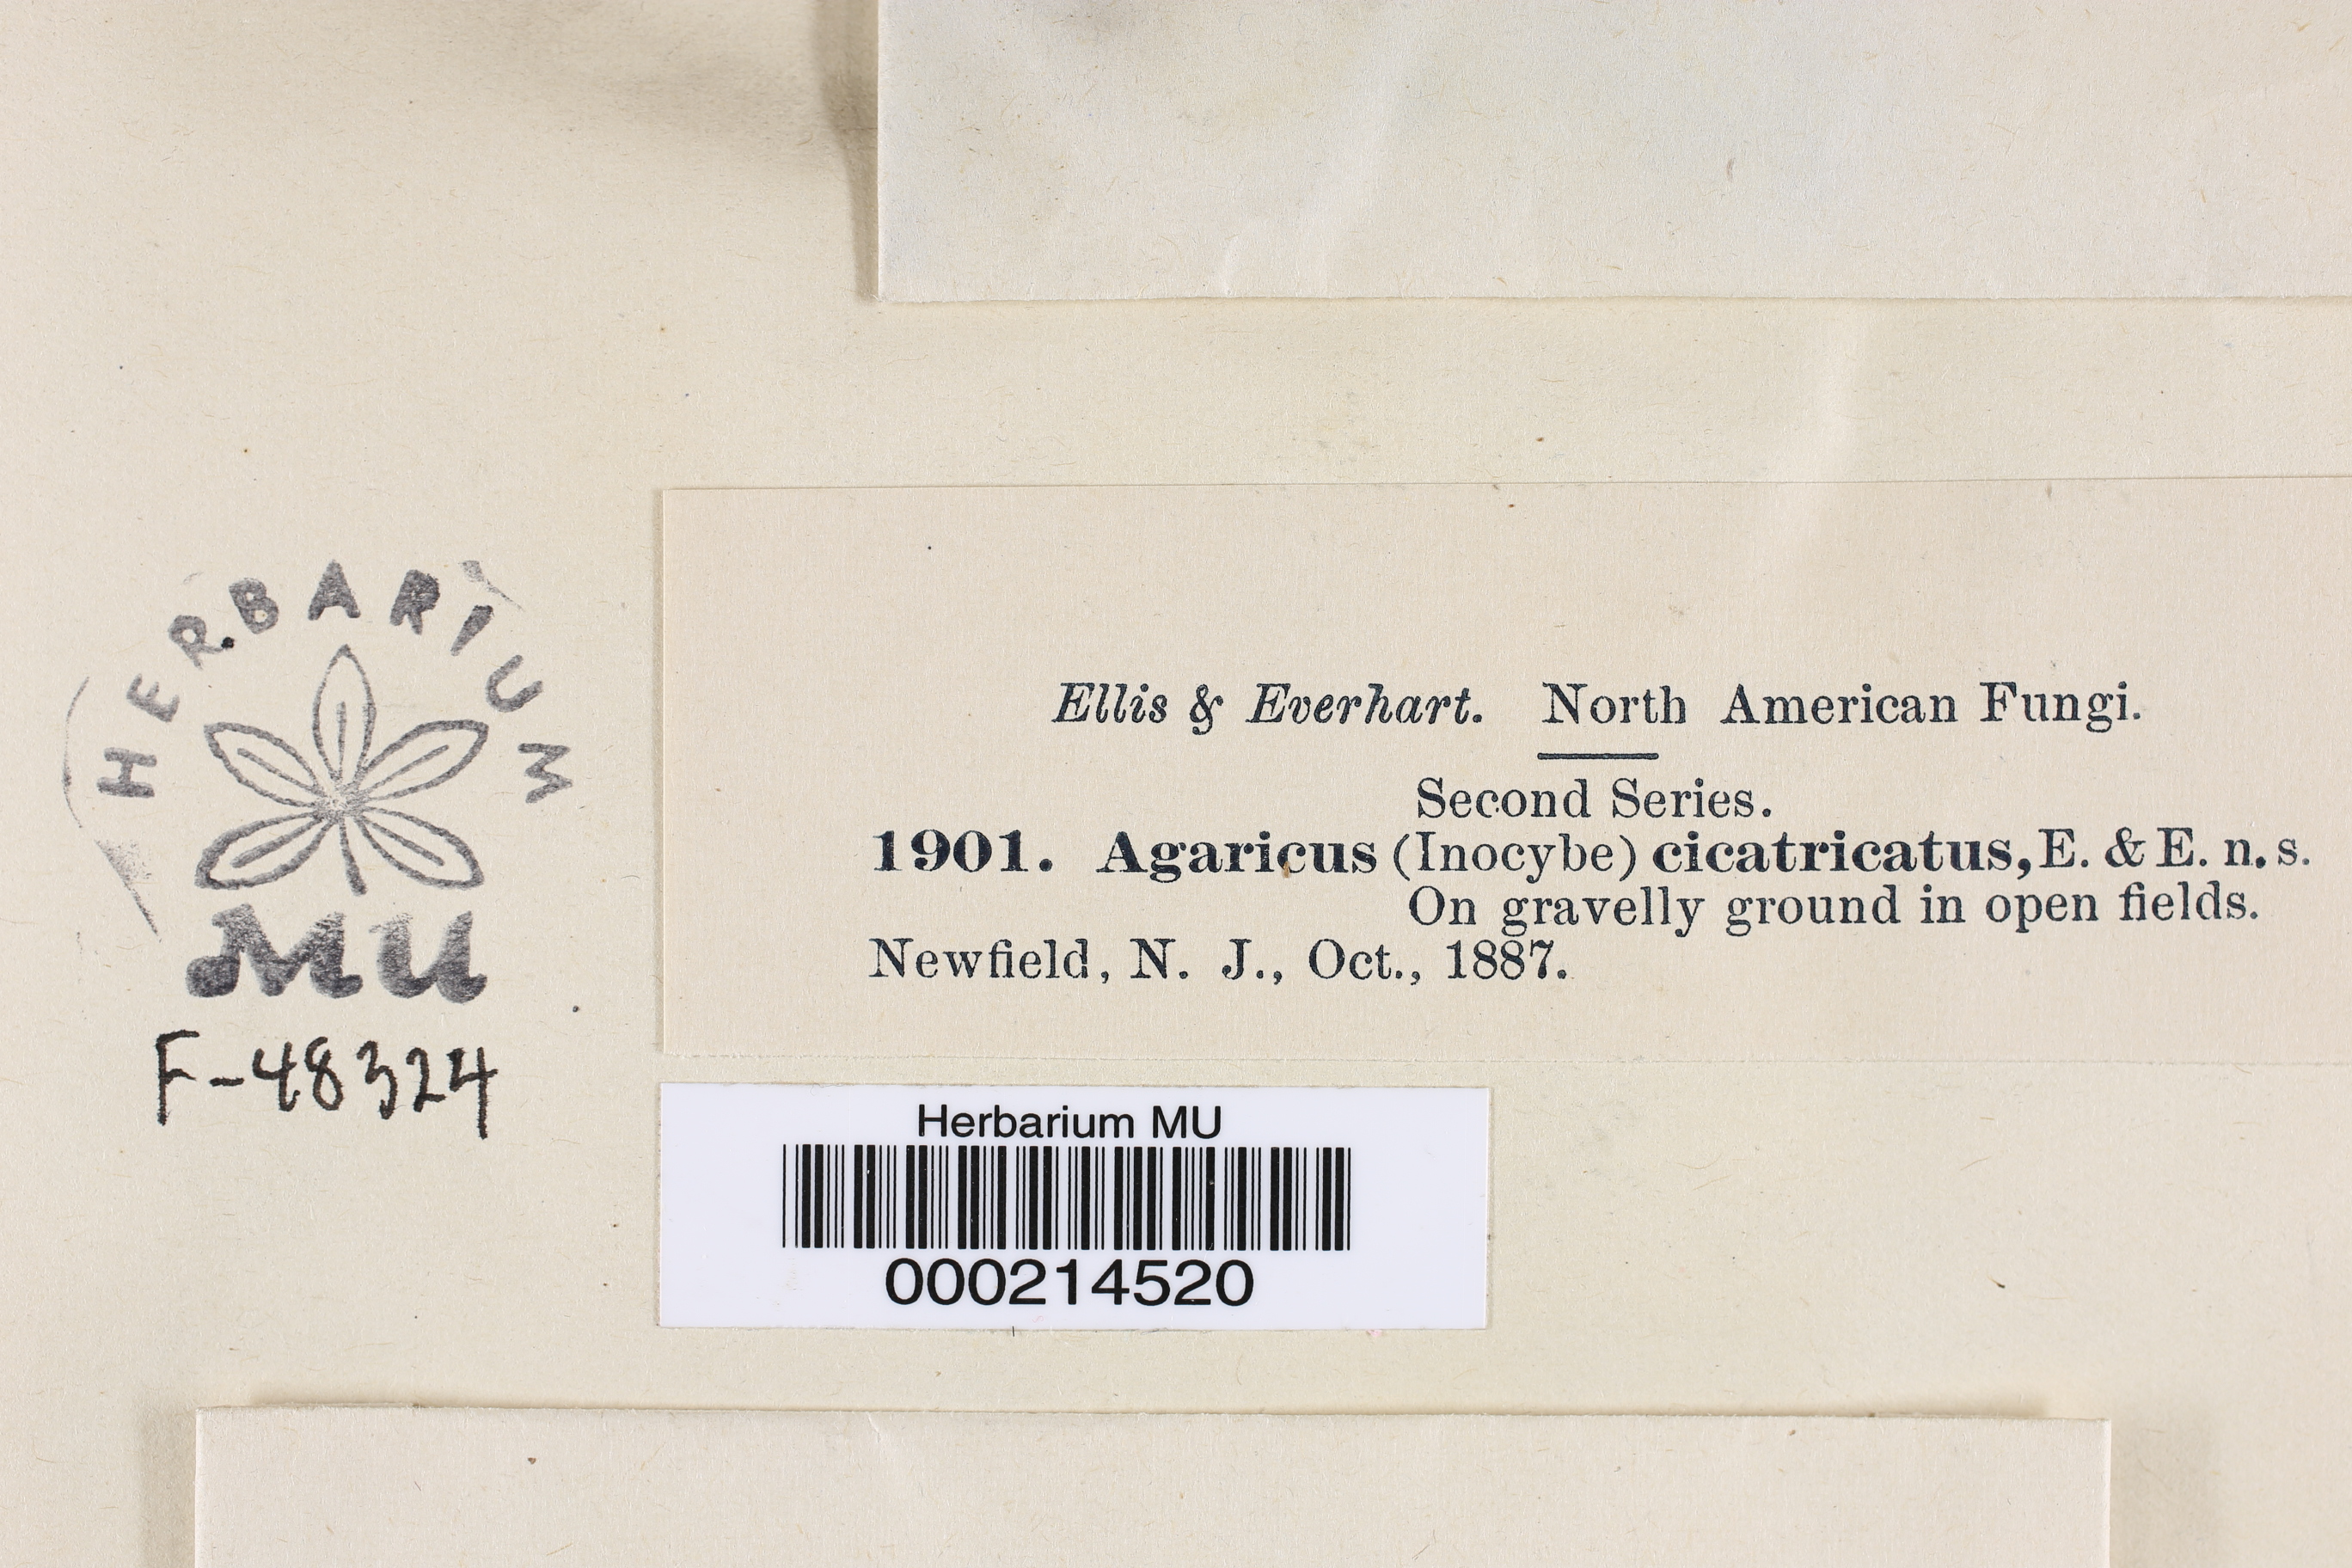 HERBARIUM
MU
F-48324
Ellis & Everhart. North American Fungi.
Second Series.
1901. Agaricus (Inocybe) cicatricatus, E. & E. n. s.
On gravelly ground in open fields.
Newfield, N. J., Oct., 1887.
Herbarium MU
000214520